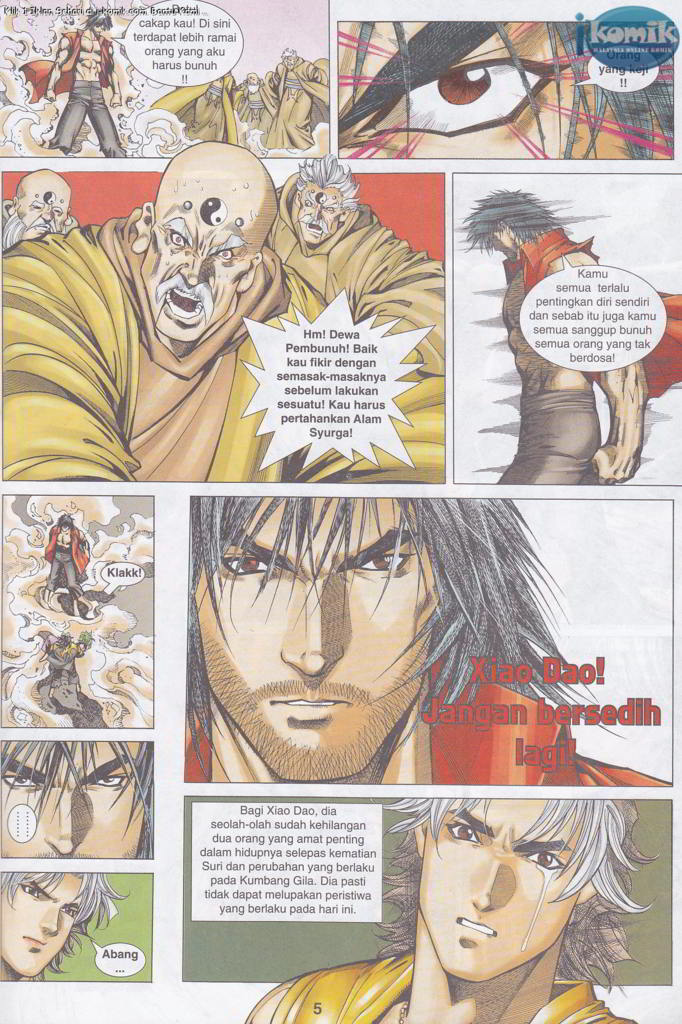 cakap kau! Di sini
terdapat lebih ramai
orang yang aku
harus bunuh
!!
ikomik
MALAYSIA ONLINE KOMIK
Orang
yang keji
!!
Hm! Dewa
Pembunuh! Baik
kau fikir dengan
semasak-masaknya
sebelum lakukan
sesuatu! Kau harus
pertahankan Alam
Syurga!
Kamu
semua terlalu
pentingkan diri sendiri
dan sebab itu juga kamu
semua sanggup bunuh
semua orang yang tak
berdosa!
Klakk!
Xiao Dao!
Jangan bersedih
lagi!
Bagi Xiao Dao, dia
seolah-olah sudah kehilangan
dua orang yang amat penting
dalam hidupnya selepas kematian
Suri dan perubahan yang berlaku
pada Kumbang Gila. Dia pasti
tidak dapat melupakan peristiwa
yang berlaku pada hari ini.
Abang
...
5